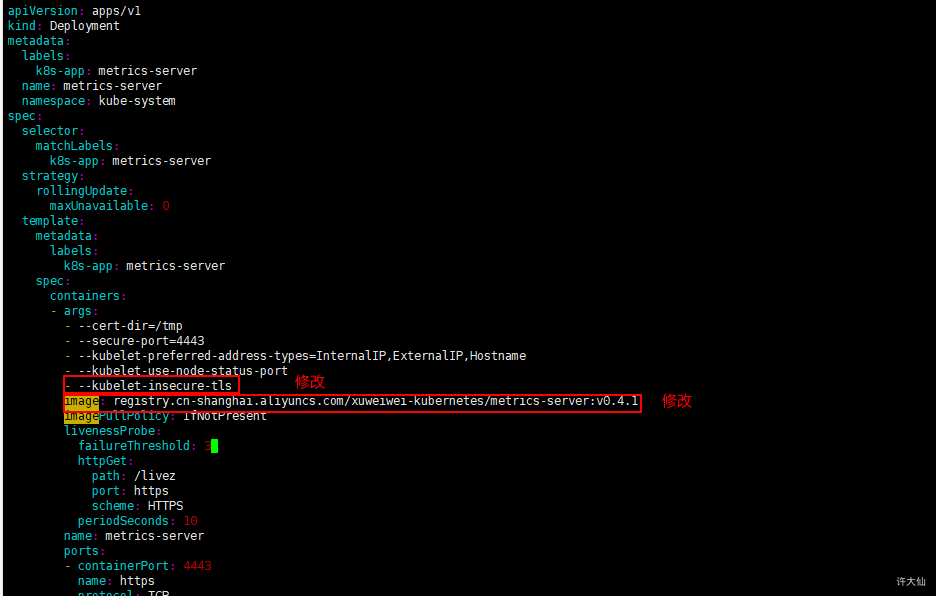 apiVersion: apps/v1
kind: Deployment
metadata:
  labels:
    k8s-app: metrics-server
  name: metrics-server
  namespace: kube-system
spec:
  selector:
    matchLabels:
      k8s-app: metrics-server
  strategy:
    rollingUpdate:
      maxUnavailable: 0
  template:
    metadata:
      labels:
        k8s-app: metrics-server
    spec:
      containers:
      - args:
        - --cert-dir=/tmp
        - --secure-port=4443
        - --kubelet-preferred-address-types=InternalIP,ExternalIP,Hostname
        - --kubelet-use-node-status-port
        - --kubelet-insecure-tls 修改
        image: registry.cn-shanghai.aliyuncs.com/xuweiwei-kubernetes/metrics-server:v0.4.1 修改
        imagePullPolicy: IfNotPresent
        livenessProbe:
          failureThreshold: 3
          httpGet:
            path: /livez
            port: https
            scheme: HTTPS
          periodSeconds: 10
        name: metrics-server
        ports:
        - containerPort: 4443
          name: https
          protocol: TCP
许大仙